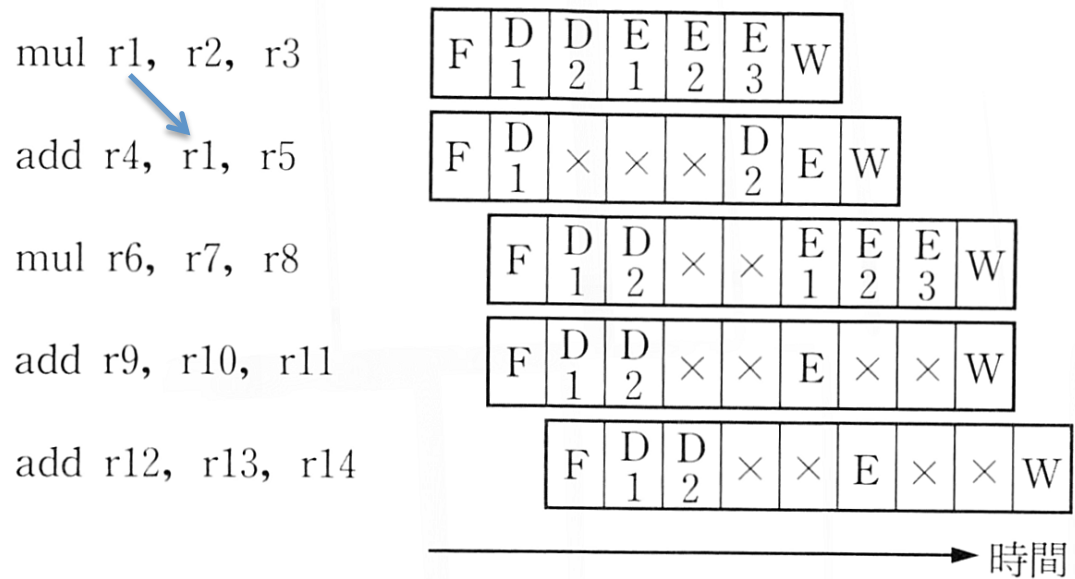 mul r1, r2, r3 F D1 D2 E1 E2 E3 W
add r4, r1, r5 F D1 × × × D2 E W
mul r6, r7, r8 F D1 D2 × × E1 E2 E3 W
add r9, r10, r11 F D1 D2 × × E × × W
add r12, r13, r14 F D1 D2 × × E × × W
時間